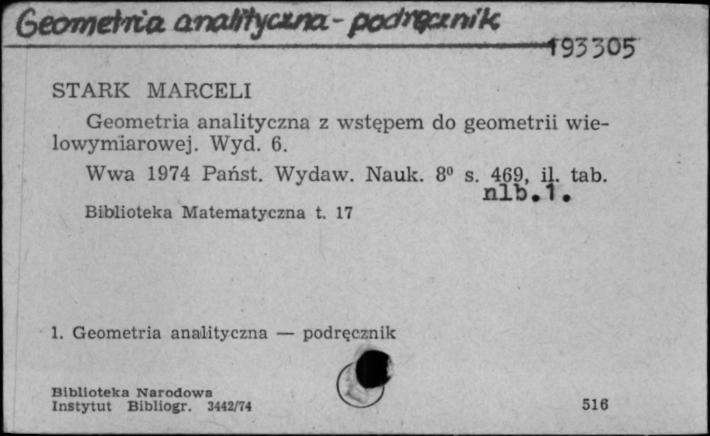 Geometria analityczna - podręcznik
193305
STARK MARCELI
Geometria analityczna z wstępem do geometrii wie-
lowymiarowej. Wyd. 6.
Wwa 1974 Państ. Wydaw. Nauk. 8⁰ s. 469, il. tab.
nlb.1.
Biblioteka Matematyczna t. 17
1. Geometria analityczna — podręcznik
Biblioteka Narodowa
Instytut Bibliogr. 3442/74
516